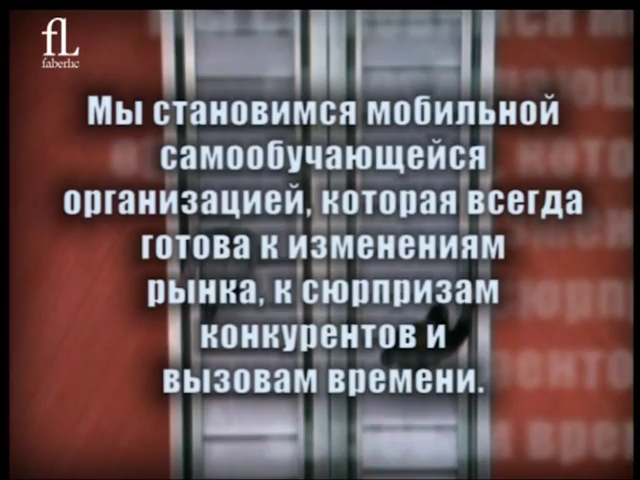 fL
faberlic
Мы становимся мобильной
самообучающейся
организацией, которая всегда
готова к изменениям
рынка, к сюрпризам
конкурентов и
вызовам времени.